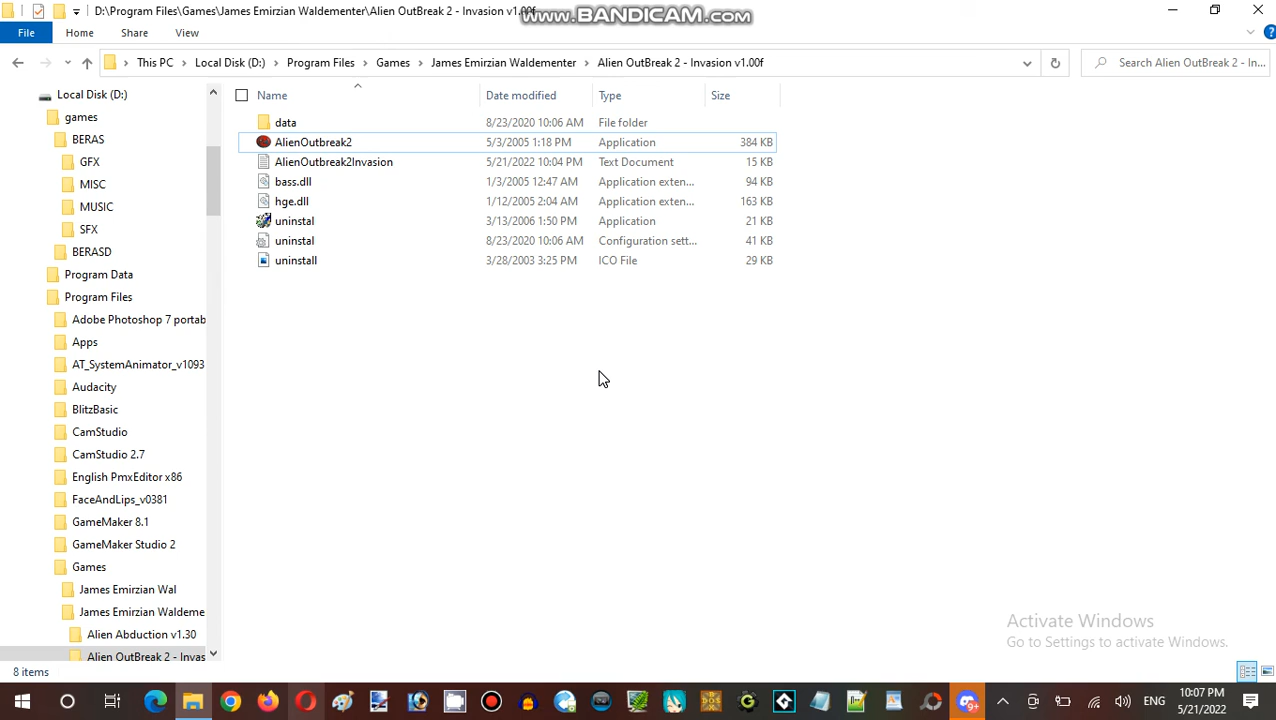 D:\Program Files\Games\James Emirzian Waldementer\Alien OutBreak 2 - Invasion v1.00f
www.BANDICAM.com
File Home Share View
This PC Local Disk (D:) Program Files Games James Emirzian Waldementer Alien OutBreak 2 - Invasion v1.00f Search Alien OutBreak 2 - In...
Local Disk (D:)
games
BERAS
GFX
MISC
MUSIC
SFX
BERASD
Program Data
Program Files
Adobe Photoshop 7 portab
Apps
AT_SystemAnimator_v1093
Audacity
BlitzBasic
CamStudio
CamStudio 2.7
English PmxEditor x86
FaceAndLips_v0381
GameMaker 8.1
GameMaker Studio 2
Games
James Emirzian Wal
James Emirzian Waldeme
Alien Abduction v1.30
Alien OutBreak 2 - Invas
Name Date modified Type Size
data 8/23/2020 10:06 AM File folder
AlienOutbreak2 5/3/2005 1:18 PM Application 384 KB
AlienOutbreak2Invasion 5/21/2022 10:04 PM Text Document 15 KB
bass.dll 1/3/2005 12:47 AM Application exten... 94 KB
hge.dll 1/12/2005 2:04 AM Application exten... 163 KB
uninstal 3/13/2006 1:50 PM Application 21 KB
uninstal 8/23/2020 10:06 AM Configuration sett... 41 KB
uninstall 3/28/2003 3:25 PM ICO File 29 KB
Activate Windows
Go to Settings to activate Windows.
8 items
9+
ENG
10:07 PM
5/21/2022